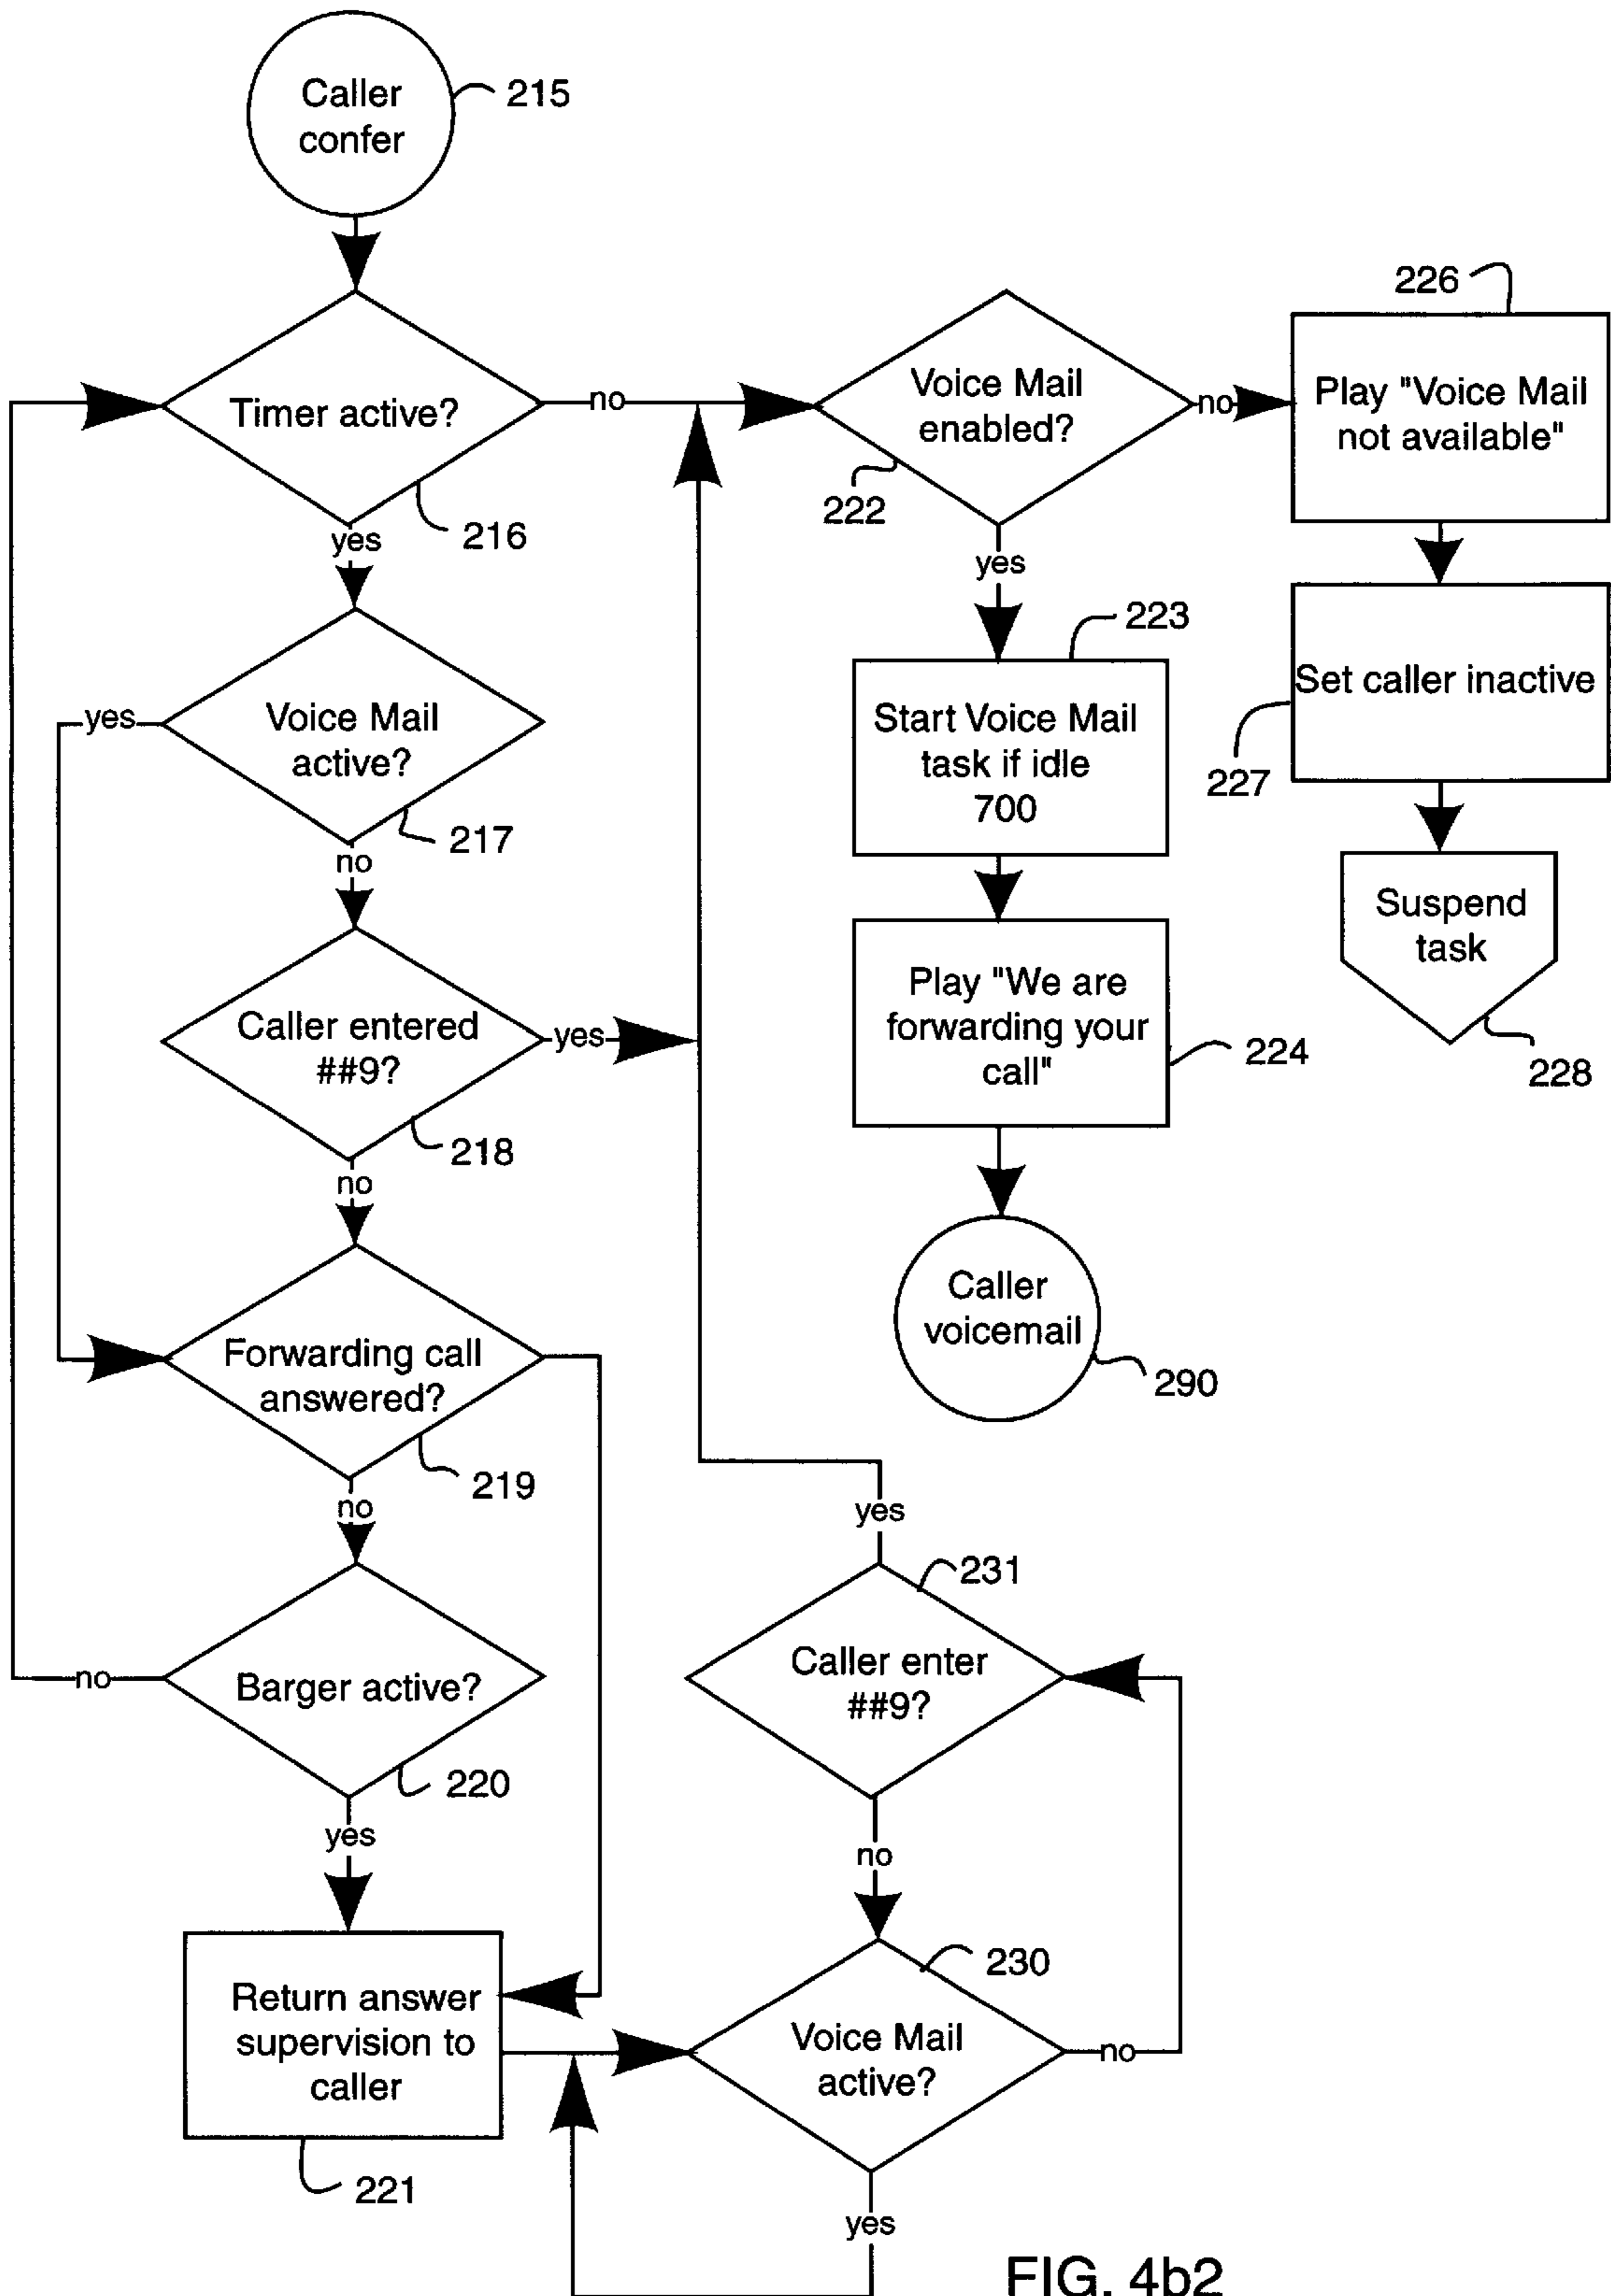 Caller
confer
215
226
Timer active?
no
Voice Mail
enabled?
no
Play "Voice Mail
not available"
216
222
yes
yes
223
yes
Voice Mail
active?
Start Voice Mail
task if idle
700
Set caller inactive
227
217
no
Suspend
task
Caller entered
##9?
yes
Play "We are
forwarding your
call"
224
228
218
no
Caller
voicemail
290
Forwarding call
answered?
219
no
yes
231
Caller enter
##9?
no
Barger active?
220
yes
no
230
Return answer
supervision to
caller
Voice Mail
active?
no
221
yes
FIG. 4b2